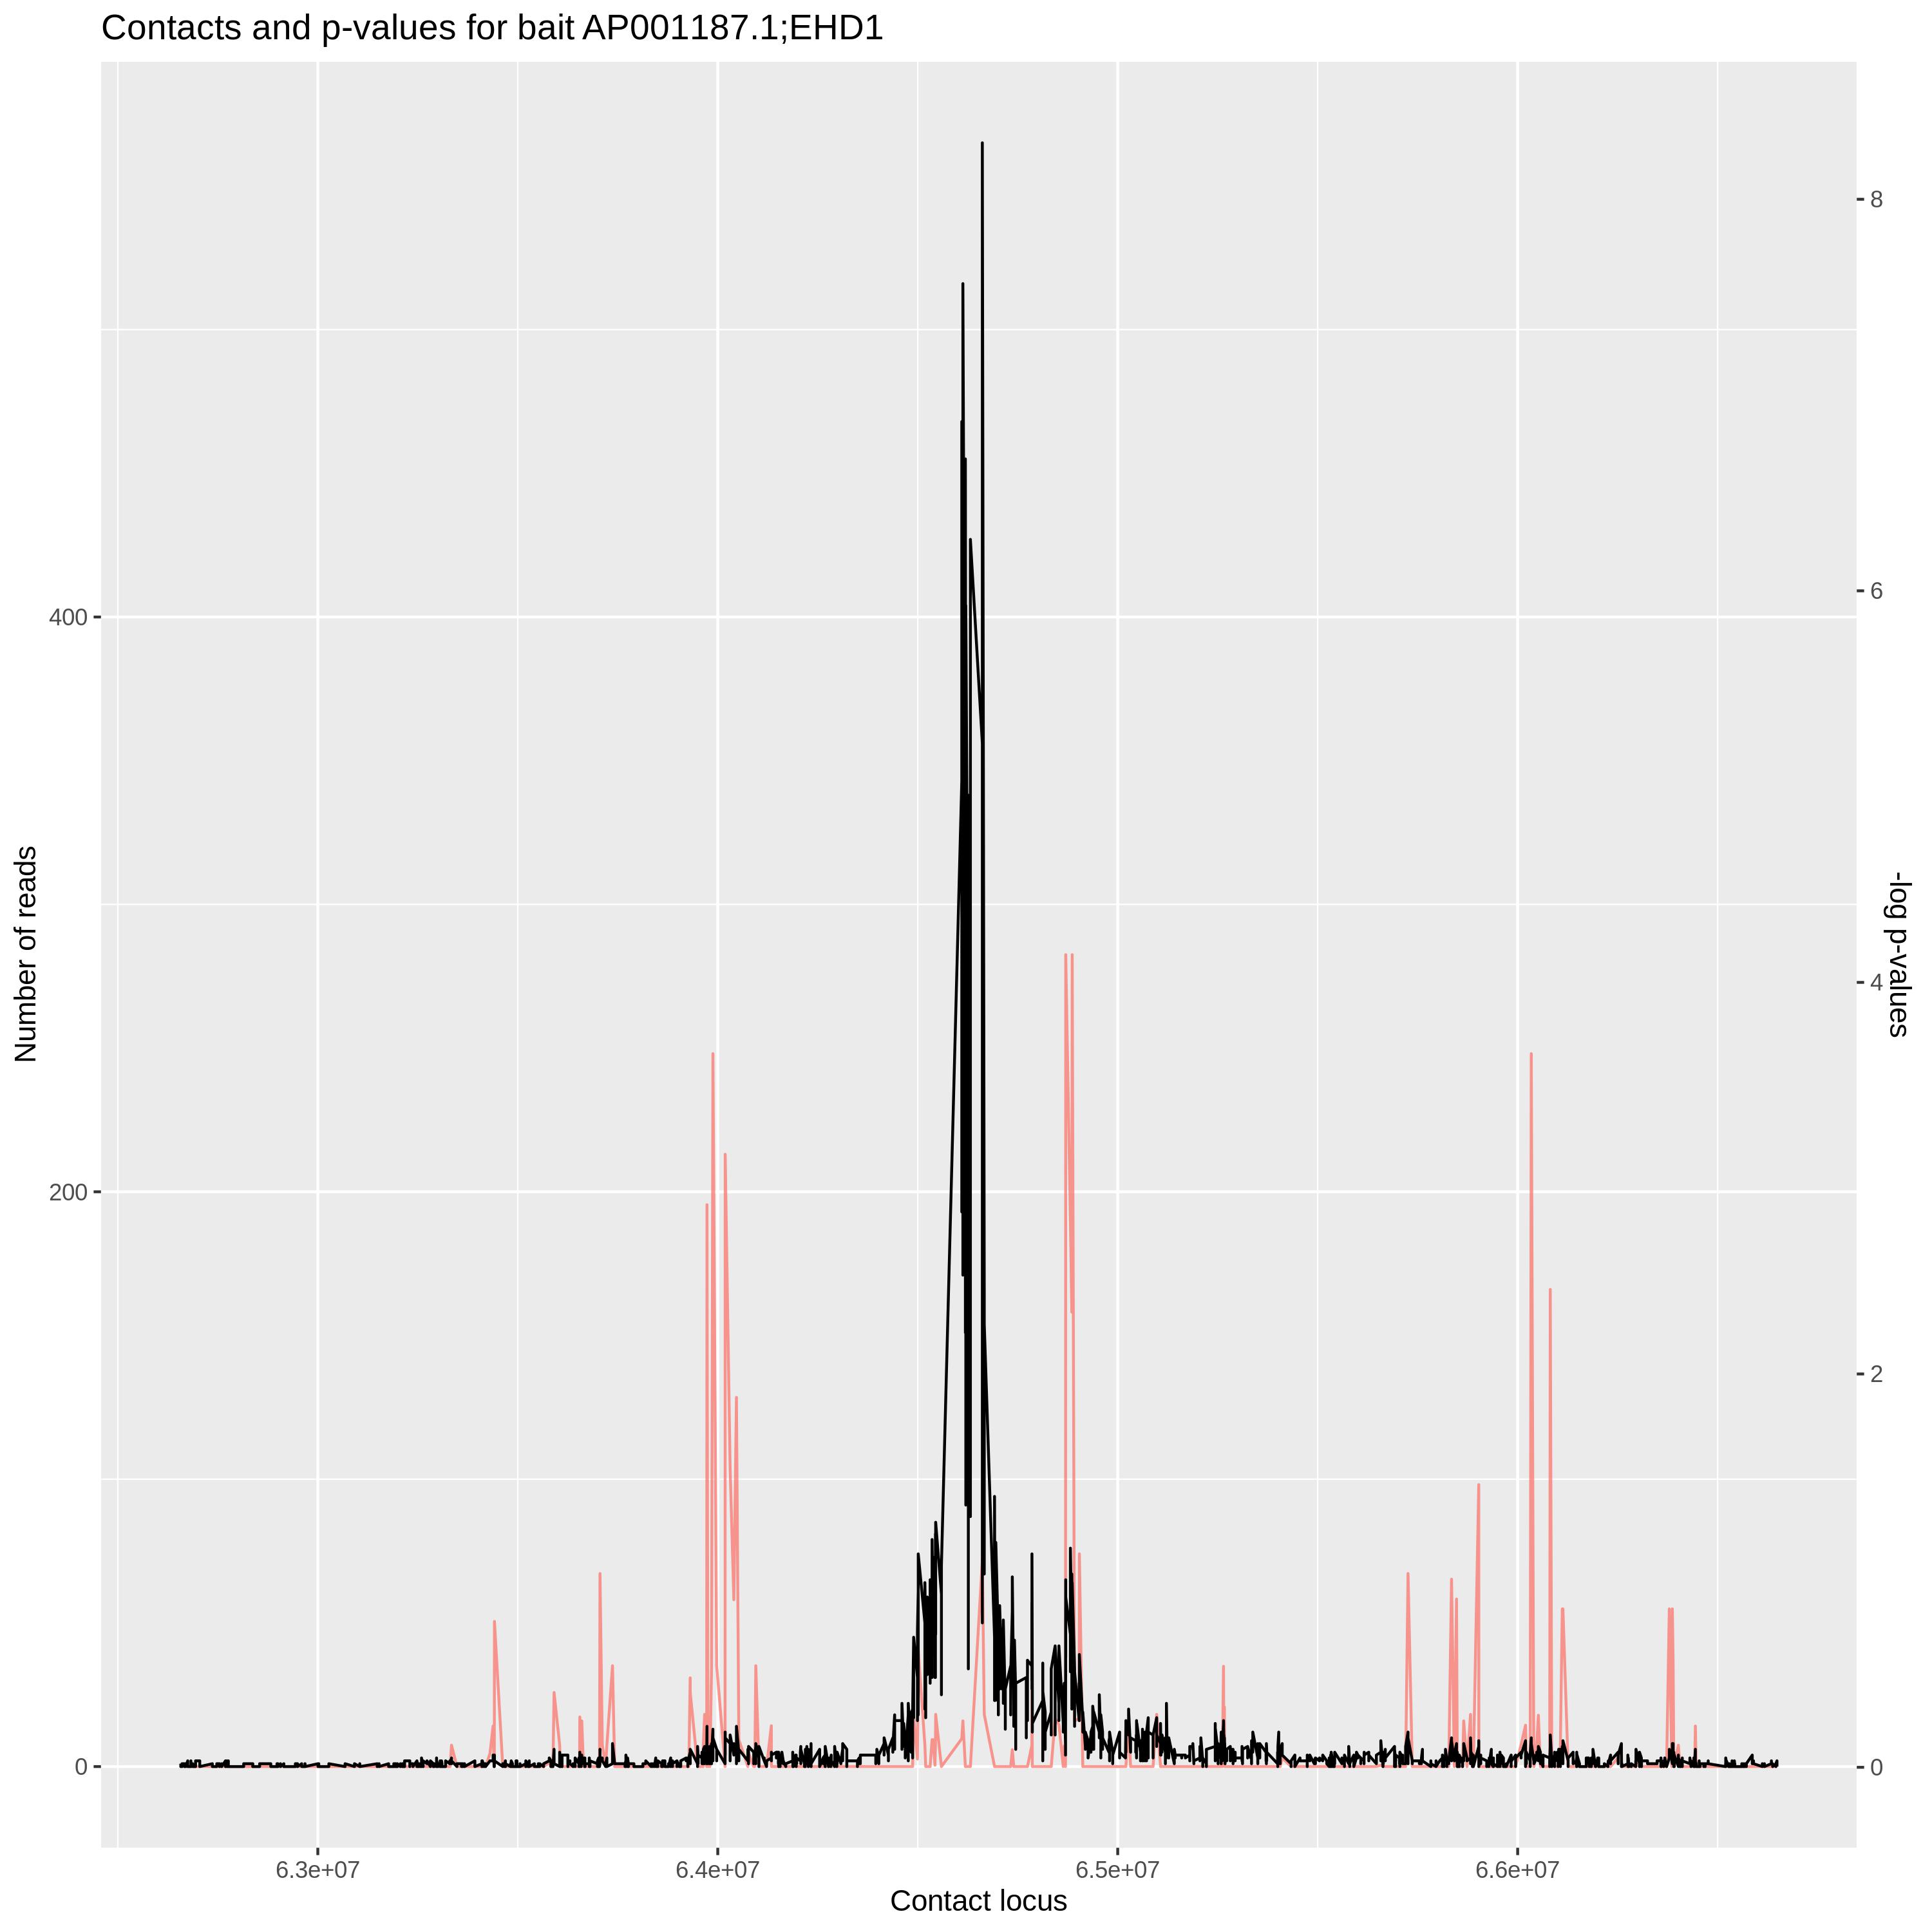 Contacts and p-values for bait AP001187.1;EHD1
Number of reads
400
200
0
8
6
4
2
0
-log p-values
6.3e+07
6.4e+07
6.5e+07
6.6e+07
Contact locus